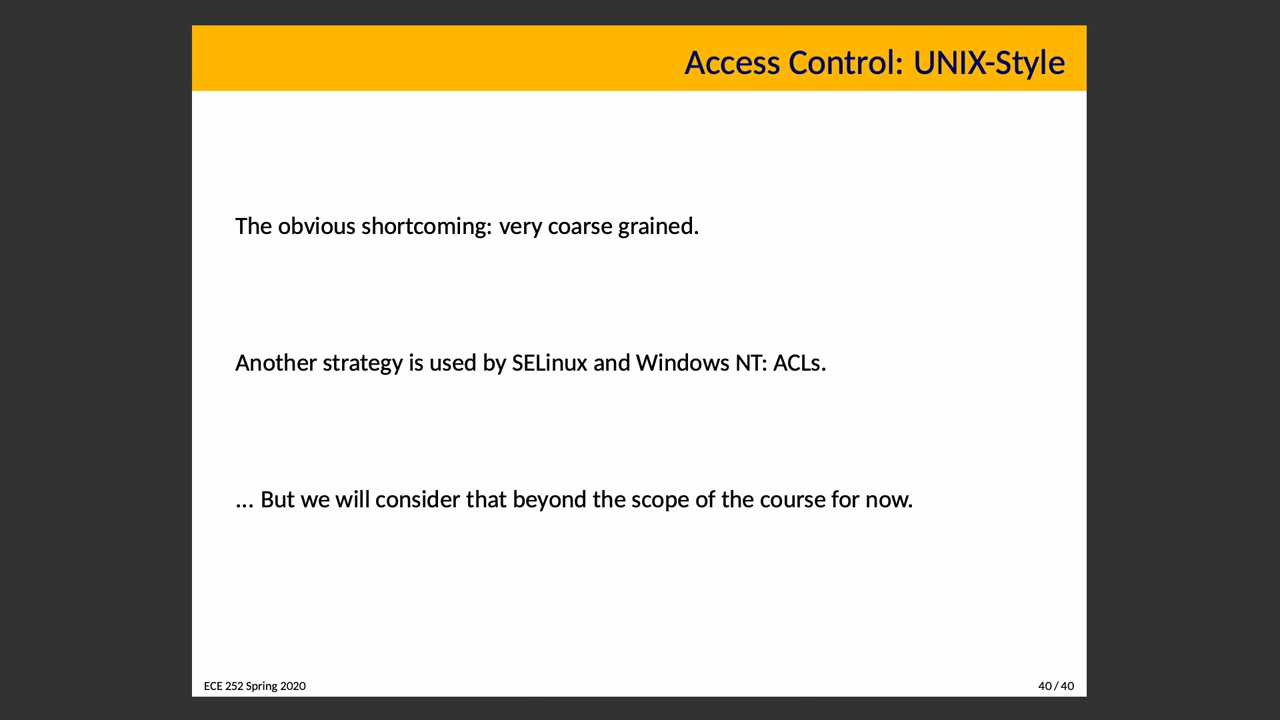 Access Control: UNIX-Style
The obvious shortcoming: very coarse grained.
Another strategy is used by SELinux and Windows NT: ACLs.
... But we will consider that beyond the scope of the course for now.
ECE 252 Spring 2020
40 / 40